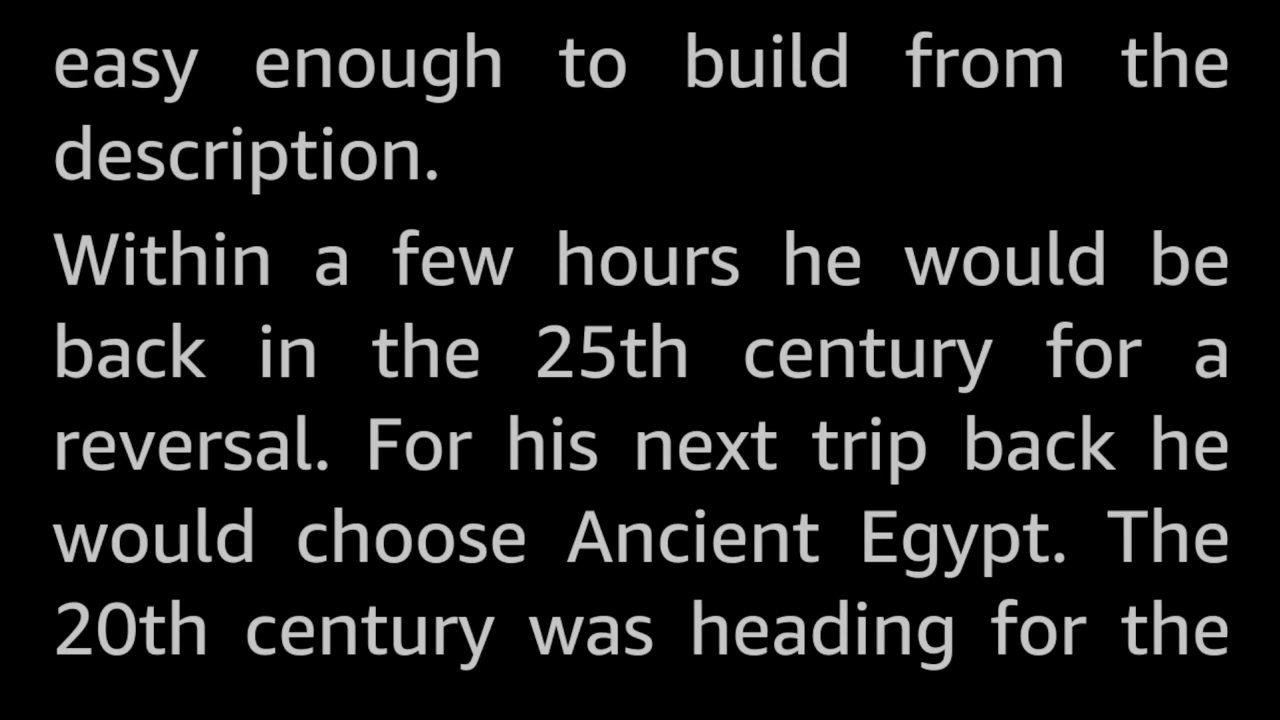 easy enough to build from the
description.
Within a few hours he would be
back in the 25th century for a
reversal. For his next trip back he
would choose Ancient Egypt. The
20th century was heading for the